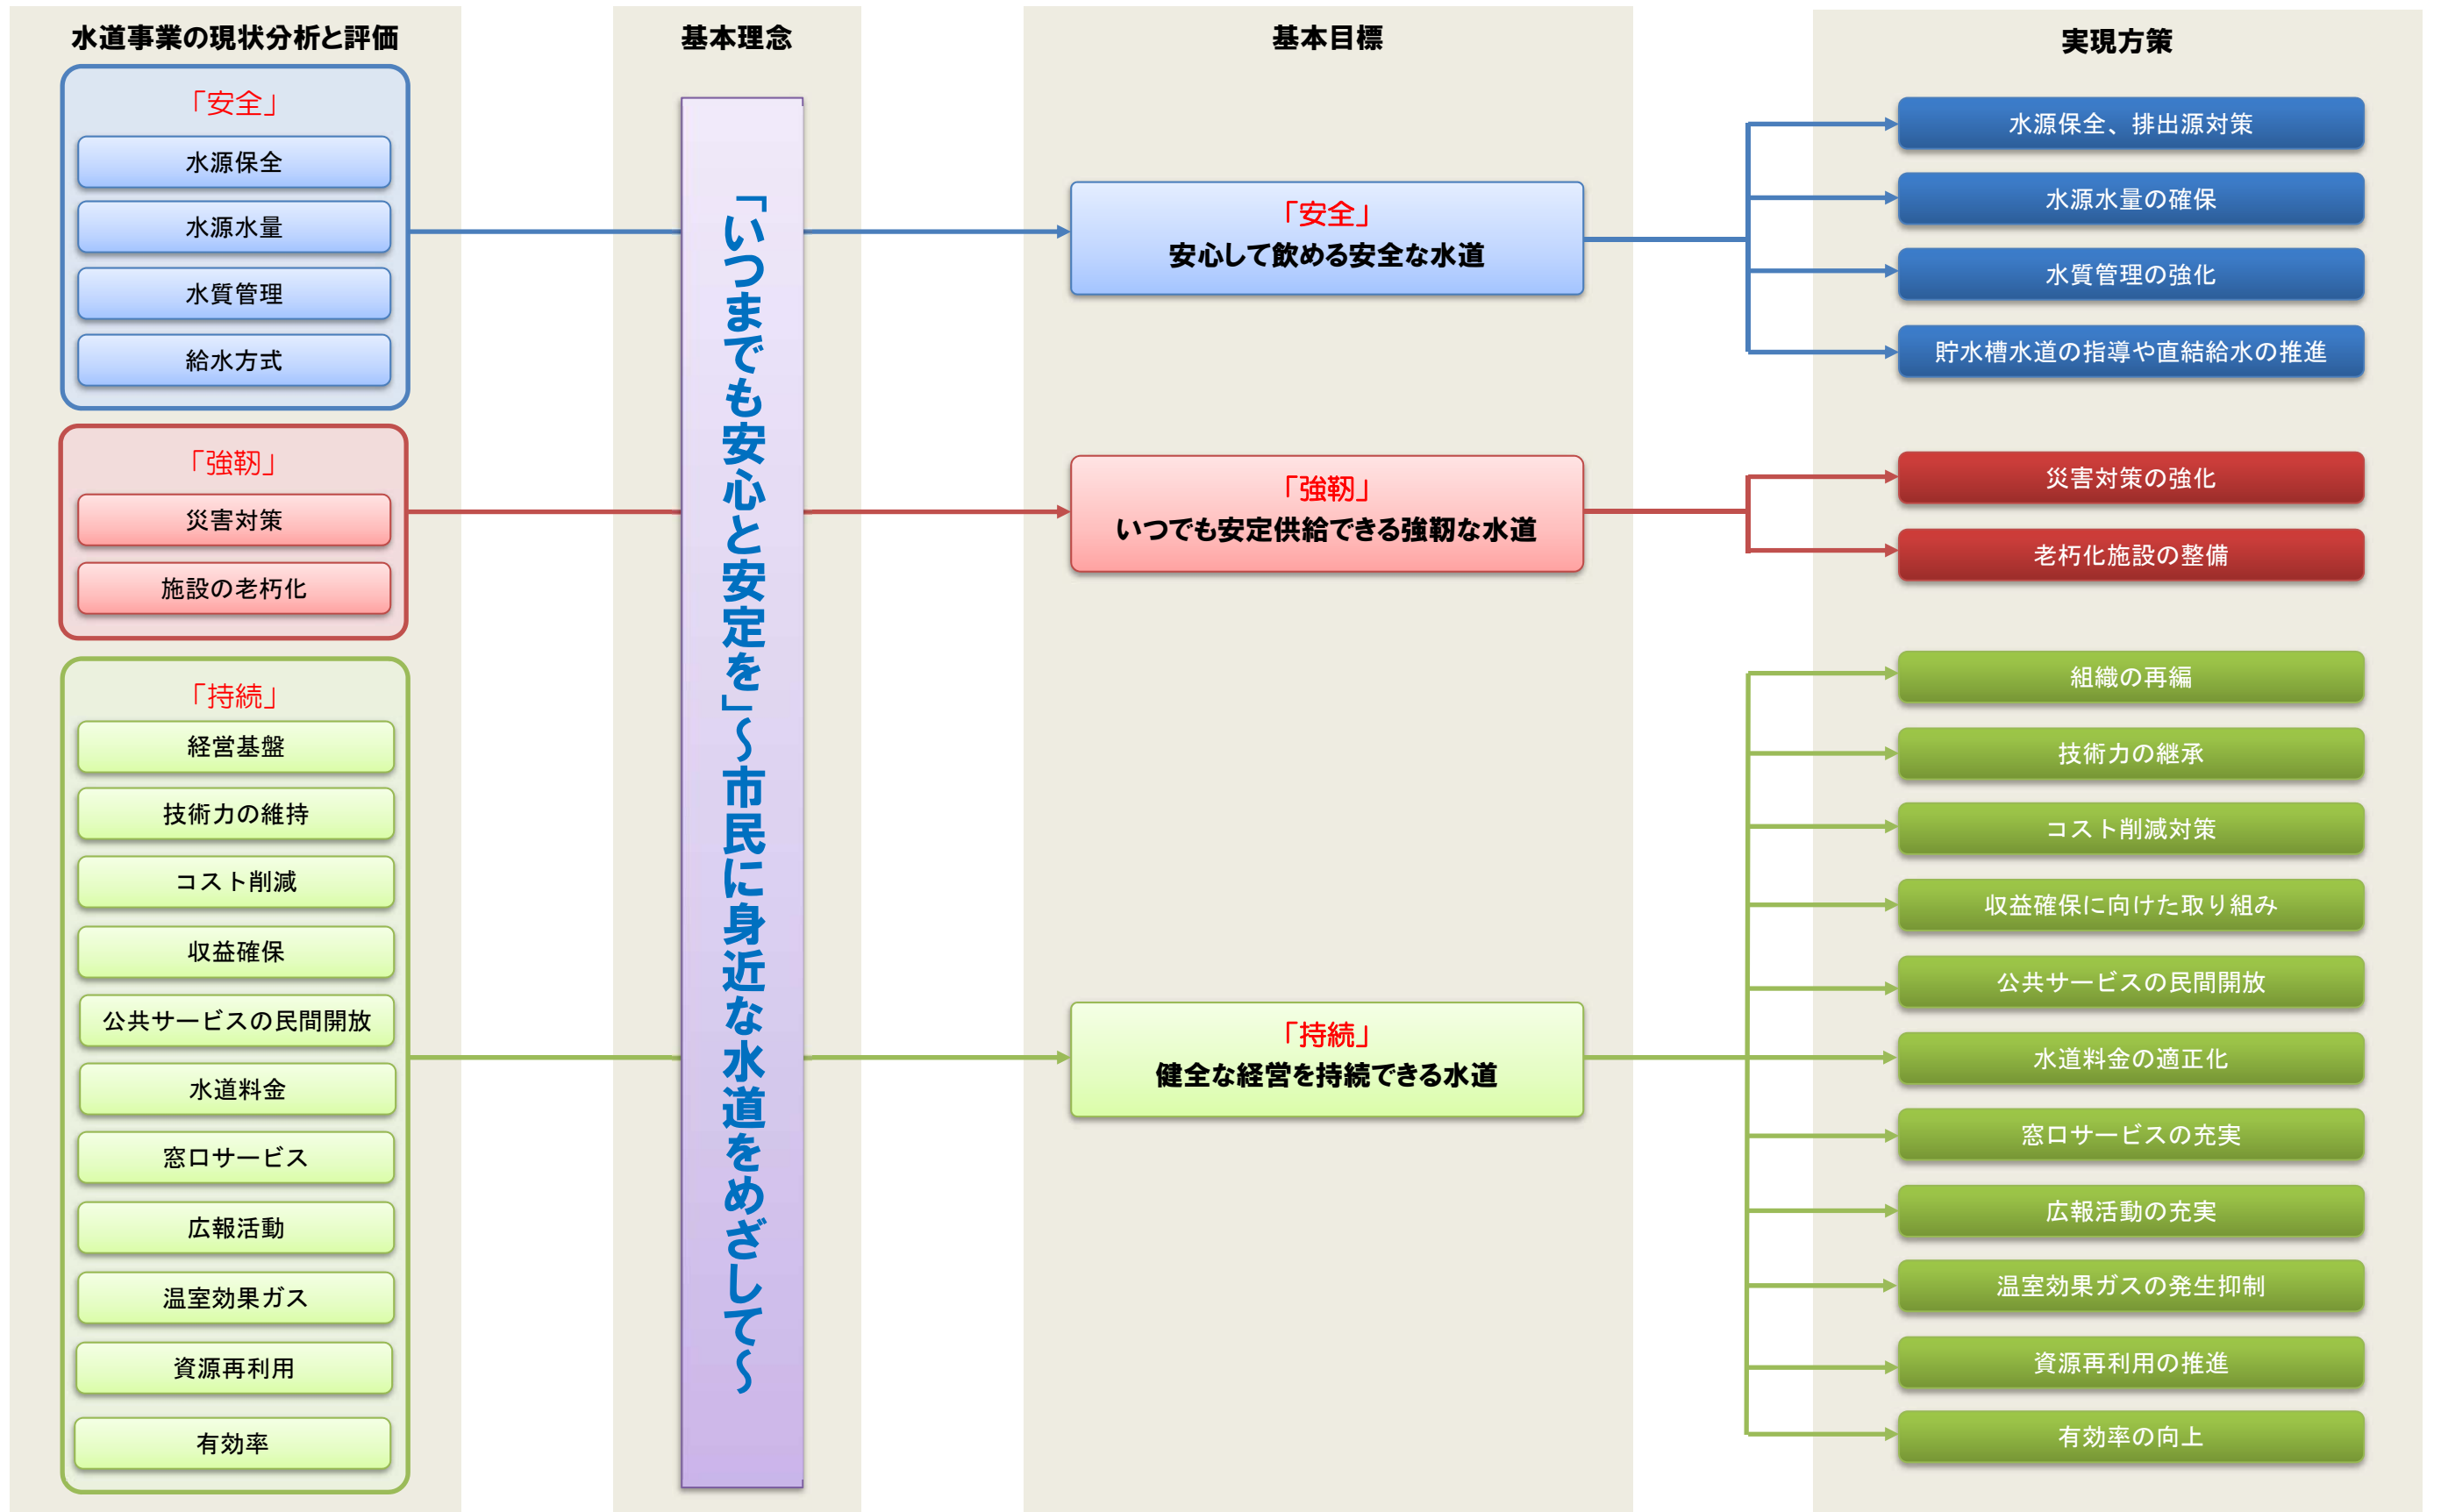 水道事業の現状分析と評価
「安全」
水源保全
水源水量
水質管理
給水方式
「強靭」
災害対策
施設の老朽化
「持続」
経営基盤
技術力の維持
コスト削減
収益確保
公共サービスの民間開放
水道料金
窓口サービス
広報活動
温室効果ガス
資源再利用
有効率
基本理念
「いつまでも安心と安定を」～市民に身近な水道をめざして～
基本目標
「安全」
安心して飲める安全な水道
「強靭」
いつでも安定供給できる強靭な水道
「持続」
健全な経営を持続できる水道
実現方策
水源保全、排出源対策
水源水量の確保
水質管理の強化
貯水槽水道の指導や直結給水の推進
災害対策の強化
老朽化施設の整備
組織の再編
技術力の継承
コスト削減対策
収益確保に向けた取り組み
公共サービスの民間開放
水道料金の適正化
窓口サービスの充実
広報活動の充実
温室効果ガスの発生抑制
資源再利用の推進
有効率の向上